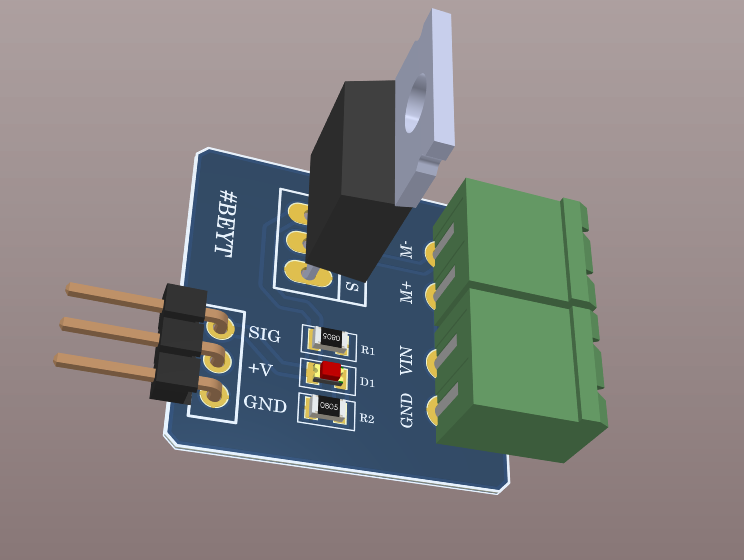 #BEYT
S
M-
M+
VIN
GND
SIG
+V
GND
0805
R1
D1
0805
R2